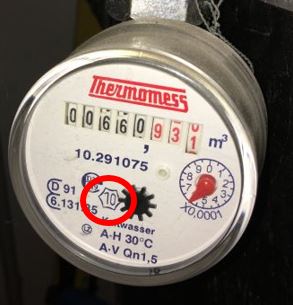 Thermomess
00660931 m³
10.291075
D 91
10
6.131
X0,0001
A-H 30°C
A-V Qn1,5